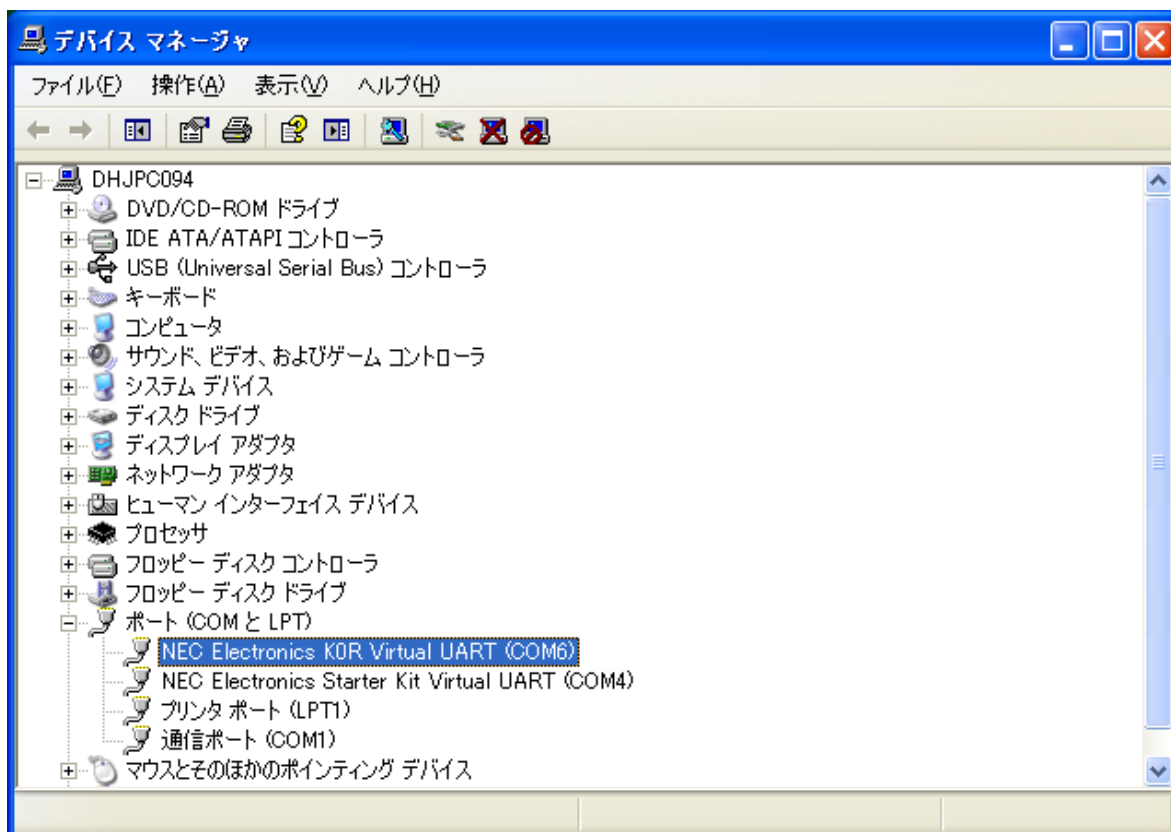 デバイス マネージャ
ファイル(F) 操作(A) 表示(V) ヘルプ(H)
DHJPC094
DVD/CD-ROM ドライブ
IDE ATA/ATAPI コントローラ
USB (Universal Serial Bus) コントローラ
キーボード
コンピュータ
サウンド、ビデオ、およびゲーム コントローラ
システム デバイス
ディスク ドライブ
ディスプレイ アダプタ
ネットワーク アダプタ
ヒューマン インターフェイス デバイス
プロセッサ
フロッピー ディスク コントローラ
フロッピー ディスク ドライブ
ポート (COM と LPT)
NEC Electronics K0R Virtual UART (COM6)
NEC Electronics Starter Kit Virtual UART (COM4)
プリンタ ポート (LPT1)
通信ポート (COM1)
マウスとそのほかのポインティング デバイス